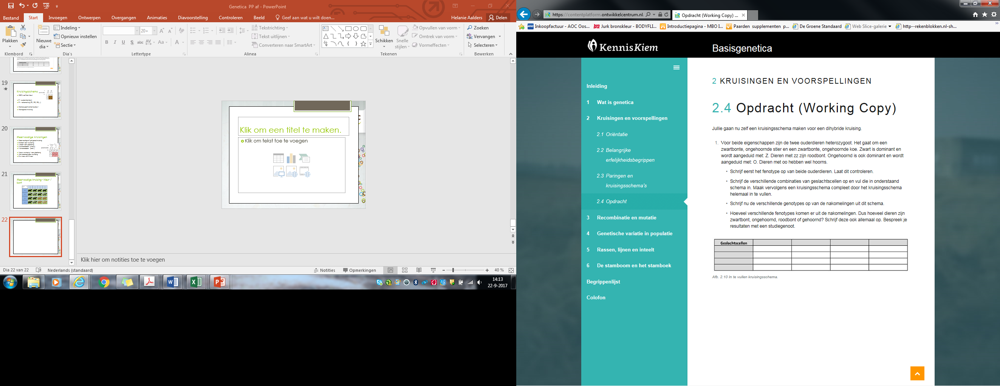 Genetica PP af - PowerPoint
Bestand Start Invoegen Ontwerpen Overgangen Animaties Diavoorstelling Controleren Beeld Geef aan wat u wilt doen... Helanie Aalders Delen
Plakken
Klembord
Nieuwe dia
Indeling
Opnieuw instellen
Sectie
Dia's
20+
B I U S abc AV Aa A
Lettertype
Tekstrichting
Tekst uitlijnen
Converteren naar SmartArt
Alinea
Schikken
Snelle stijlen
Opvullen van vorm
Omtrek van vorm
Vormeffecten
Tekenen
Zoeken
Vervangen
Selecteren
Bewerken
19
Kruisingsschema
20
Meervoudige kruisingen
21
Meervoudige kruising- kleur /
bont
22
Klik om een titel te maken.
Klik om tekst toe te voegen
Klik hier om notities toe te voegen
Dia 22 van 22 Nederlands (standaard) Notities Opmerkingen 40 %
14:13
22-9-2017
https://contentplatform.ontwikkelcentrum.nl/ Opdracht (Working Copy) ...
Inkoopfactuur - AOC Oos... Jurk bronskleur - BODYFLI... Introductiepagina - MBO I... Paarden supplementen p... De Groene Standaard Web Slice-galerie http--rekenblokken.nl-sh...
KennisKiem Basisgenetica
Inleiding
1 Wat is genetica
2 Kruisingen en voorspellingen
2.1 Oriëntatie
2.2 Belangrijke
erfelijkheidsbegrippen
2.3 Paringen en
kruisingsschema's
2.4 Opdracht
3 Recombinatie en mutatie
4 Genetische variatie in populatie
5 Rassen, lijnen en inteelt
6 De stamboom en het stamboek
Begrippenlijst
Colofon
2 KRUISINGEN EN VOORSPELLINGEN
2.4 Opdracht (Working Copy)
Jullie gaan nu zelf een kruisingsschema maken voor een dihybride kruising.
1. Voor beide eigenschappen zijn de twee ouderdieren heterozygoot. Het gaat om een
zwartbonte, ongehoornde stier en een zwartbonte, ongehoornde koe. Zwart is dominant en
wordt aangeduid met: Z. Dieren met zz zijn roodbont. Ongehoornd is ook dominant en wordt
aangeduid met: O. Dieren met oo hebben wel hoorns.
• Schrijf eerst het fenotype op van beide ouderdieren. Laat dit controleren.
• Schrijf de verschillende combinaties van geslachtscellen op en vul die in onderstaand
schema in. Maak vervolgens een kruisingsschema compleet door het kruisingsschema
helemaal in te vullen.
• Schrijf nu de verschillende genotypes op van de nakomelingen uit dit schema.
• Hoeveel verschillende fenotypes komen er uit de nakomelingen. Dus hoeveel dieren zijn
zwartbont, ongehoornd, roodbont of gehoornd? Schrijf deze ook allemaal op. Bespreek je
resultaten met een studiegenoot.
Geslachtscellen
Afb. 2.10 In te vullen kruisingsschema.